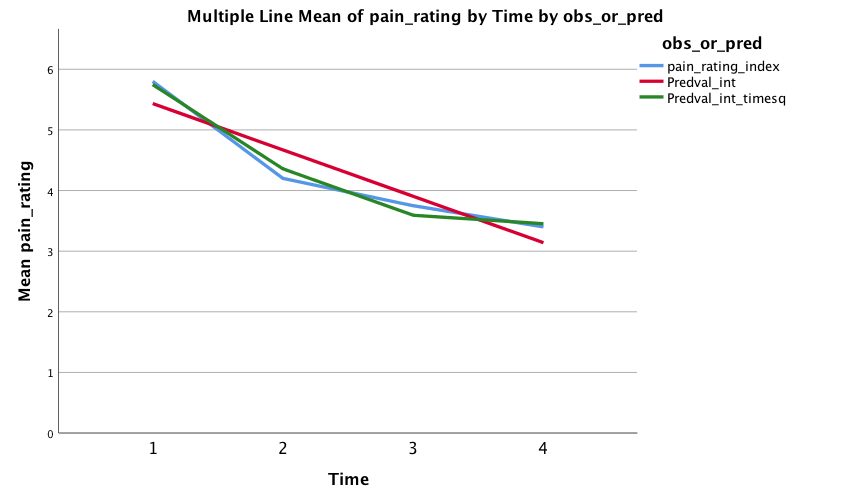 Multiple Line Mean of pain_rating by Time by obs_or_pred
obs_or_pred
pain_rating_index
Predval_int
Predval_int_timesq
Mean pain_rating
6
5
4
3
2
1
0
1 2 3 4
Time